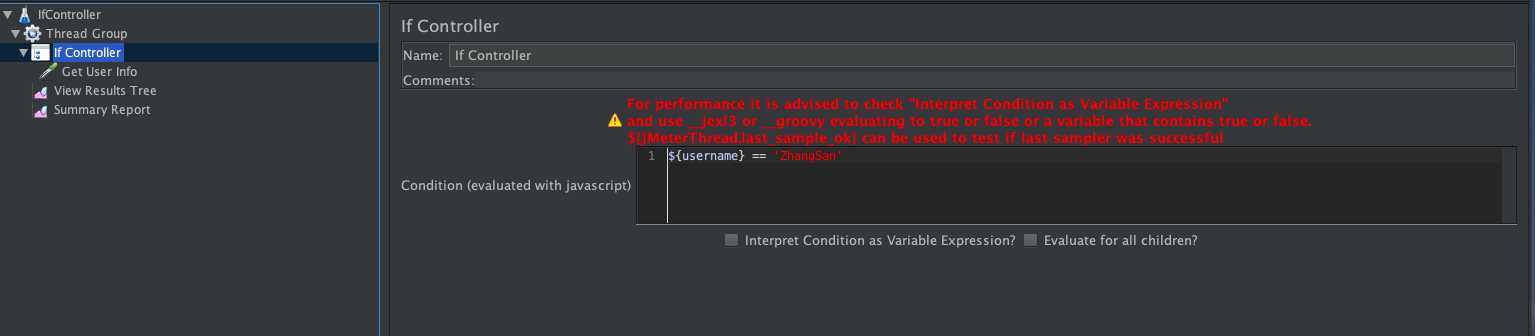 IfController
Thread Group
If Controller
Get User Info
View Results Tree
Summary Report
If Controller
Name: If Controller
Comments:
For performance it is advised to check "Interpret Condition as Variable Expression"
and use __jexl3 or __groovy evaluating to true or false or a variable that contains true or false.
${JMeterThread.last_sample_ok} can be used to test if last sampler was successful
1 ${username} == 'ZhangSan'
Condition (evaluated with javascript)
Interpret Condition as Variable Expression? Evaluate for all children?